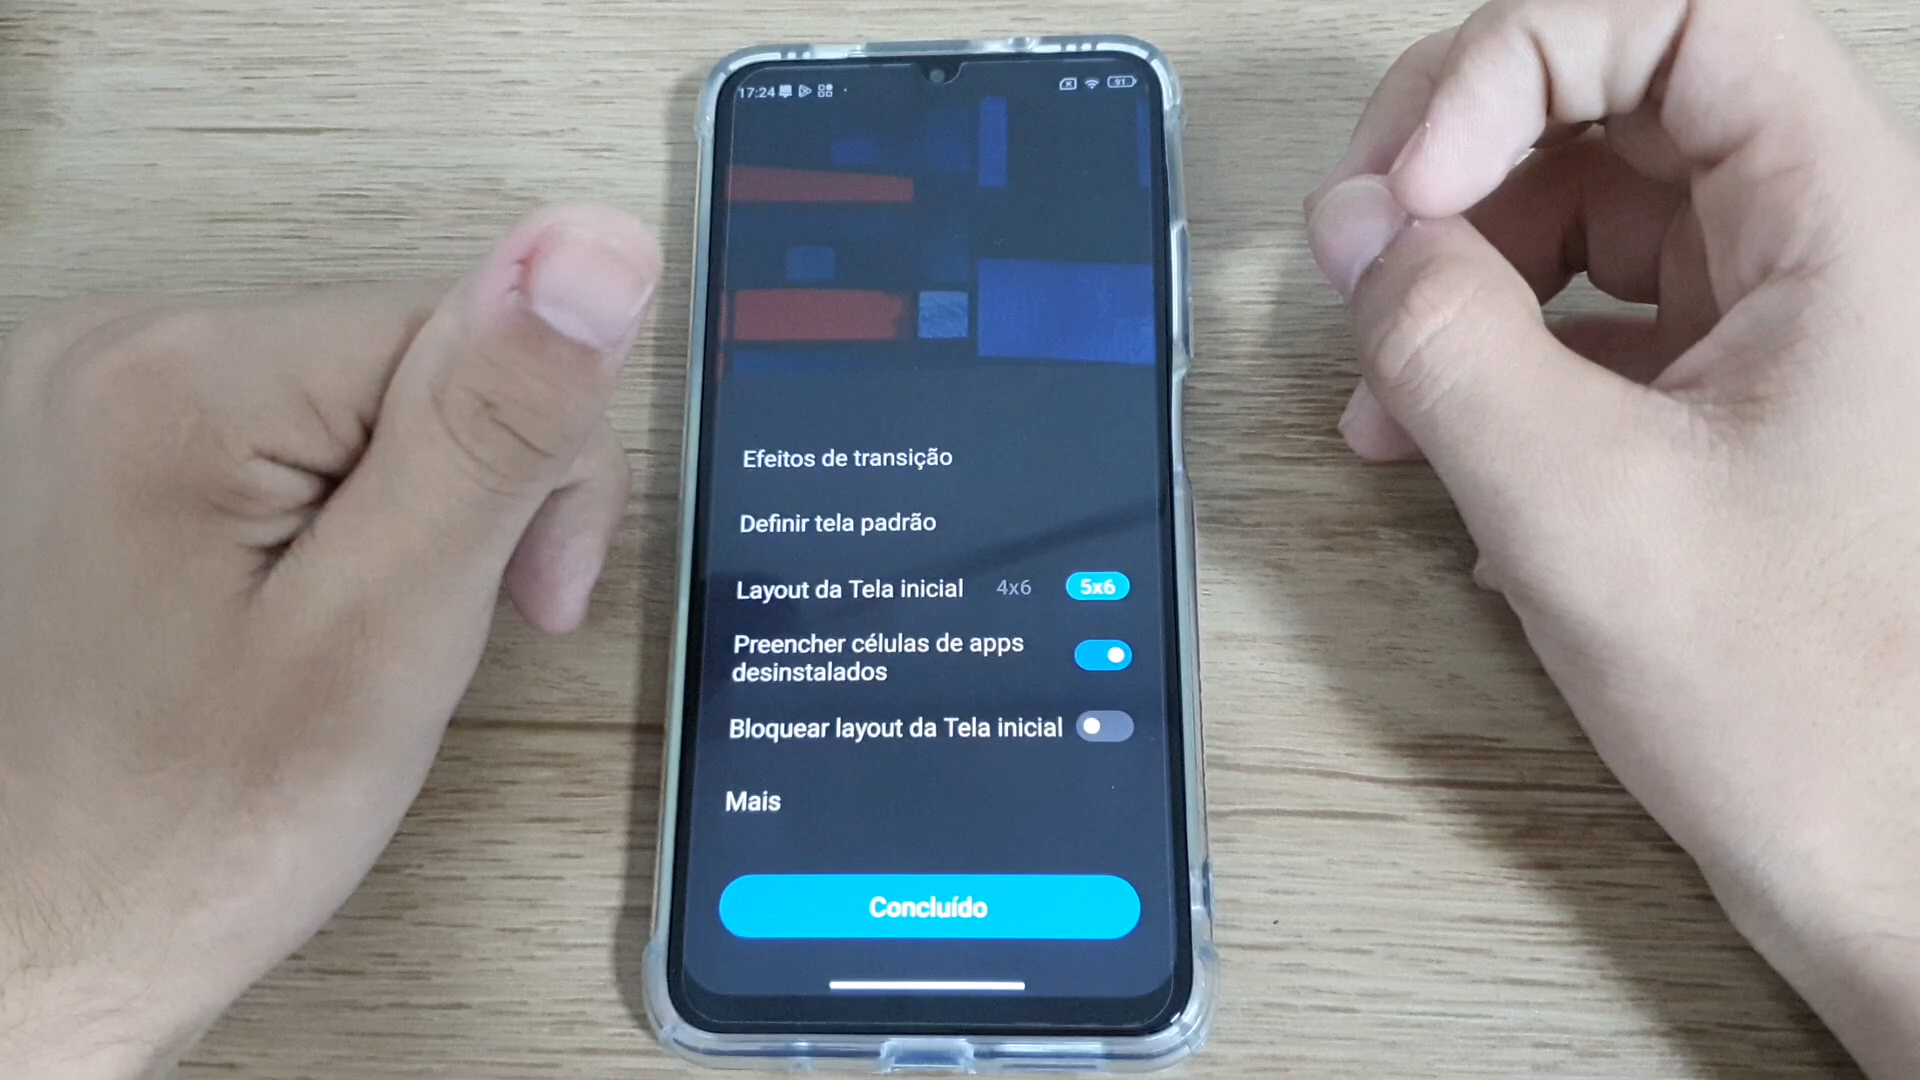 17:24
91
Efeitos de transição
Definir tela padrão
Layout da Tela inicial 4x6 5x6
Preencher células de apps
desinstalados
Bloquear layout da Tela inicial
Mais
Concluído